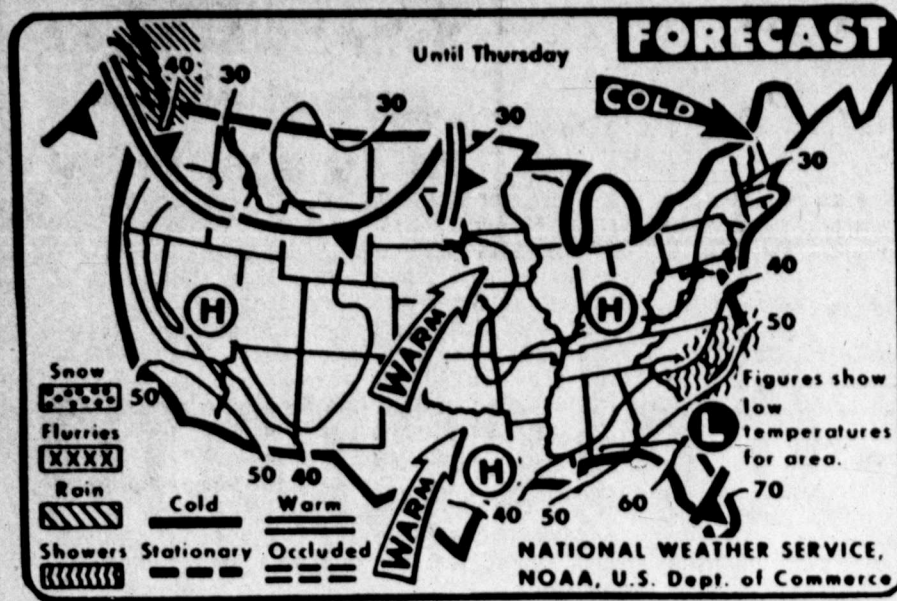 FORECAST
Until Thursday
COLD
40
30
30
30
30
40
50
H
H
WARM
50
Snow
Flurries
Rain
Showers
Figures show
low
temperatures
for area.
L
H
WARM
50 40
40 50
60
70
Cold Warm
Stationary Occluded
NATIONAL WEATHER SERVICE,
NOAA, U.S. Dept. of Commerce